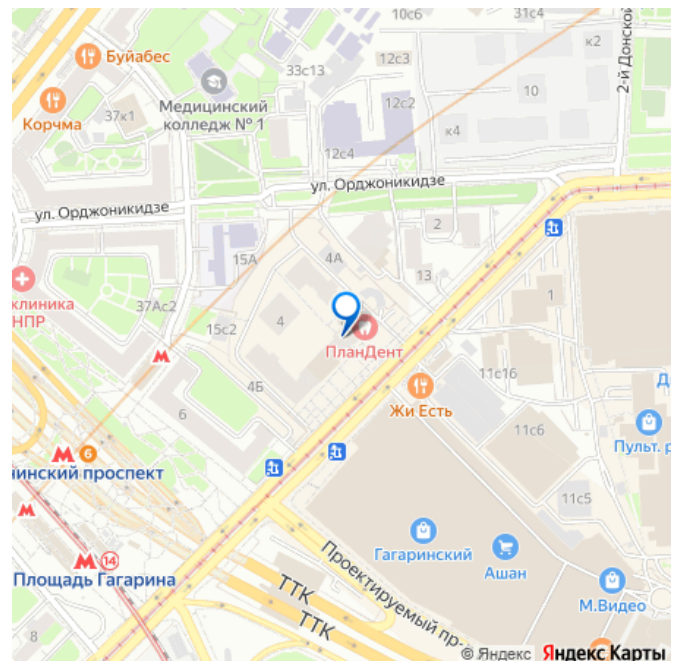 10с6
31с4
к2
Буйабес
33с13
12с3
2-й Донской
Медицинский
колледж № 1
12с2
10
Корчма
37к1
к4
12с4
ул. Орджоникидзе
ул. Орджоникидзе
2
15А
4А
13
клиника
НПР
37Ас2
15с2
4
1
ПланДент
11с16
4Б
Жи Есть
6
11с6
Пульт. р
6
нинский проспект
11с5
Гагаринский
Ашан
14
Площадь Гагарина
Проектируемый пр
ТТК
ТТК
М.Видео
8
© Яндекс Яндекс Карты